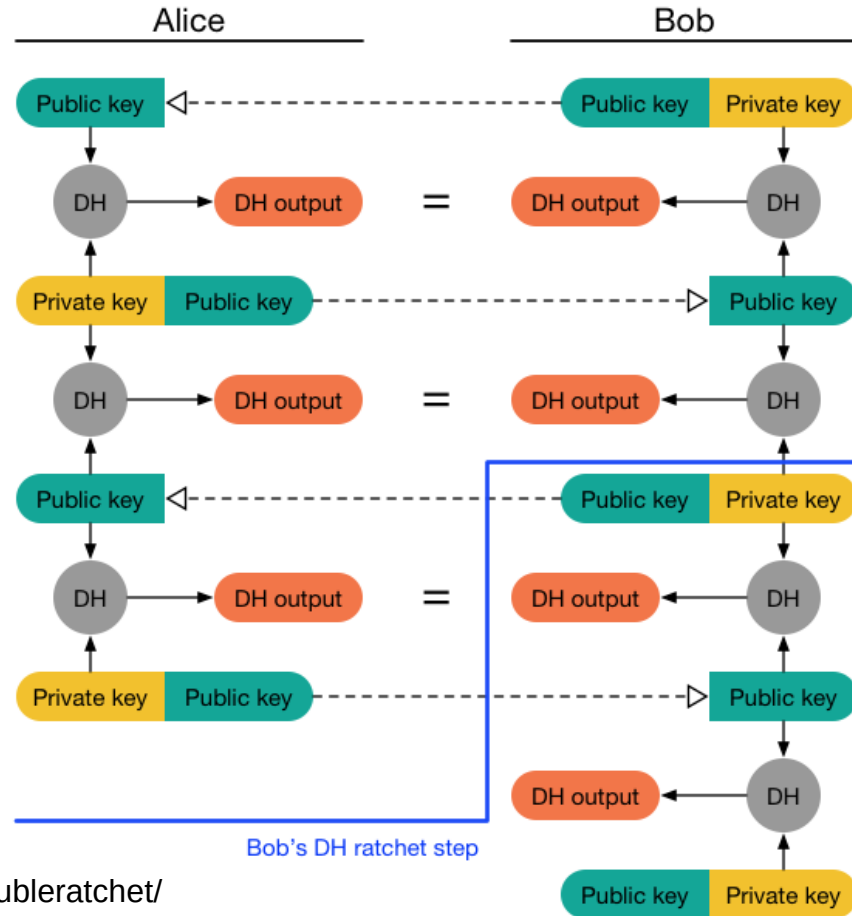 Alice Bob
Public key Public key Private key
DH DH output = DH output DH
Private key Public key Public key
DH DH output = DH output DH
Public key Public key Private key
DH DH output = DH output DH
Private key Public key Public key
DH output DH
Bob's DH ratchet step
ubleratchet/
Public key Private key